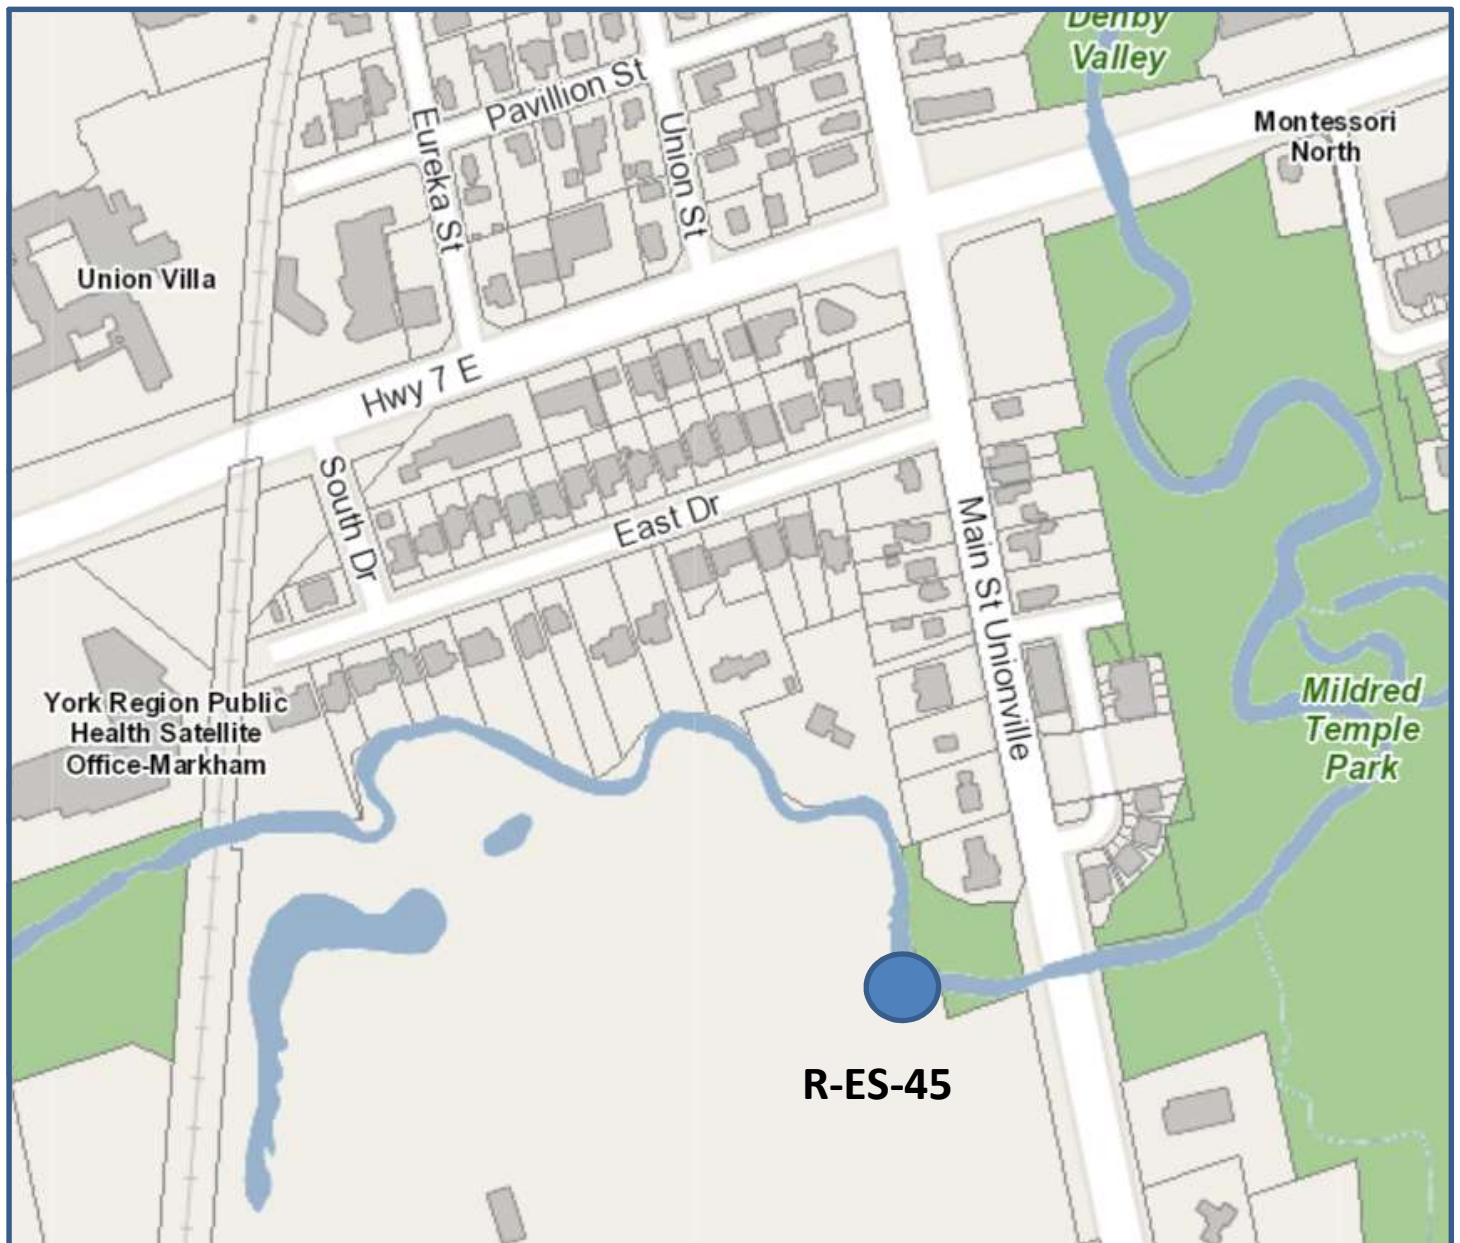 Denby
Valley
Montessori
North
Pavillion St
Eureka St
Union St
Union Villa
Hwy 7 E
South Dr
East Dr
Main St Unionville
York Region Public
Health Satellite
Office-Markham
Mildred
Temple
Park
R-ES-45